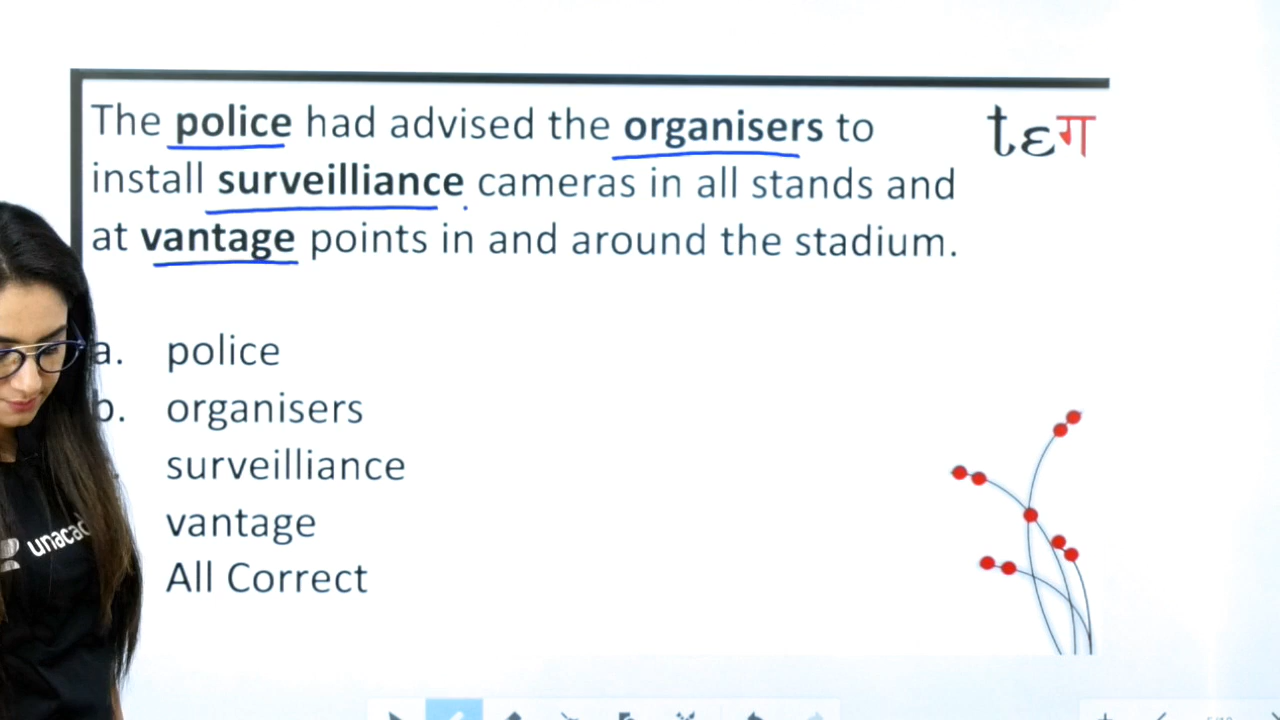 The police had advised the organisers to
tεग
install surveilliance cameras in all stands and
at vantage points in and around the stadium.
a. police
b. organisers
surveilliance
vantage
All Correct
unacad